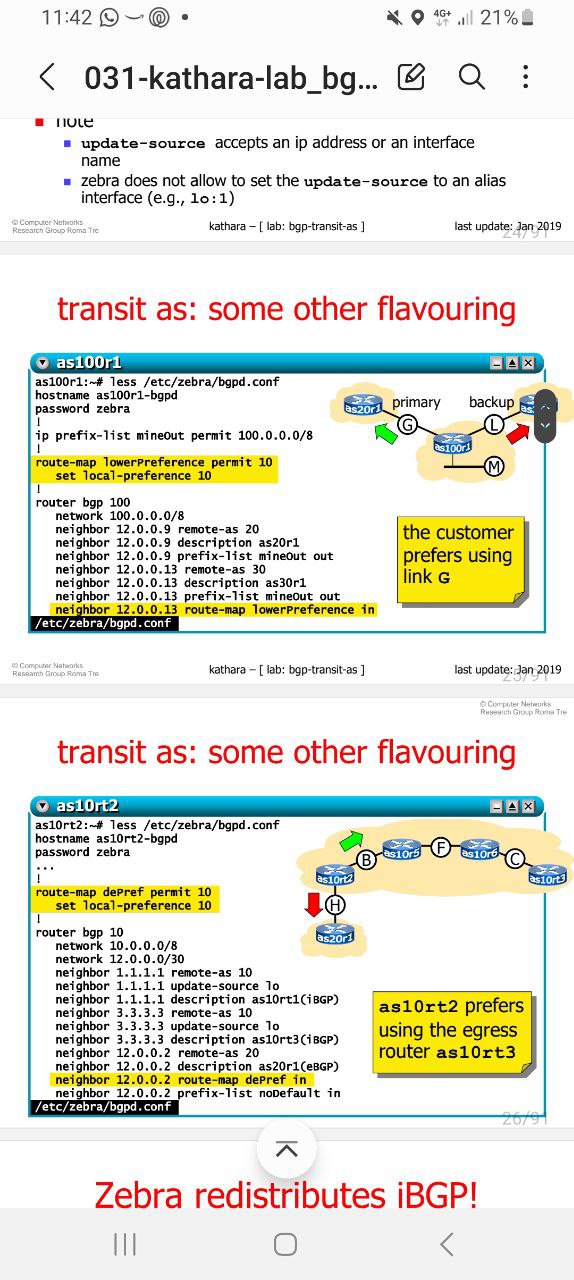 11:42
4G+
21%
031-kathara-lab_bg...
note
update-source accepts an ip address or an interface
name
zebra does not allow to set the update-source to an alias
interface (e.g., lo:1)
© Computer Networks
Research Group Roma Tre
kathara – [ lab: bgp-transit-as ]
last update: Jan 2019
24/91
transit as: some other flavouring
as100r1
as100r1:~# less /etc/zebra/bgpd.conf
hostname as100r1-bgpd
password zebra
!
ip prefix-list mineOut permit 100.0.0.0/8
!
route-map lowerPreference permit 10
set local-preference 10
!
router bgp 100
network 100.0.0.0/8
neighbor 12.0.0.9 remote-as 20
neighbor 12.0.0.9 description as20r1
neighbor 12.0.0.9 prefix-list mineOut out
neighbor 12.0.0.13 remote-as 30
neighbor 12.0.0.13 description as30r1
neighbor 12.0.0.13 prefix-list mineOut out
neighbor 12.0.0.13 route-map lowerPreference in
/etc/zebra/bgpd.conf
as20r1
primary
G
backup
L
as100r1
M
the customer
prefers using
link G
© Computer Networks
Research Group Roma Tre
kathara – [ lab: bgp-transit-as ]
last update: Jan 2019
25/91
© Computer Networks
Research Group Roma Tre
transit as: some other flavouring
as10rt2
as10rt2:~# less /etc/zebra/bgpd.conf
hostname as10rt2-bgpd
password zebra
...
!
route-map dePref permit 10
set local-preference 10
!
router bgp 10
network 10.0.0.0/8
network 12.0.0.0/30
neighbor 1.1.1.1 remote-as 10
neighbor 1.1.1.1 update-source lo
neighbor 1.1.1.1 description as10rt1(iBGP)
neighbor 3.3.3.3 remote-as 10
neighbor 3.3.3.3 update-source lo
neighbor 3.3.3.3 description as10rt3(iBGP)
neighbor 12.0.0.2 remote-as 20
neighbor 12.0.0.2 description as20r1(eBGP)
neighbor 12.0.0.2 route-map dePref in
neighbor 12.0.0.2 prefix-list noDefault in
/etc/zebra/bgpd.conf
as10rt2
B
as10r5
F
as10r6
C
as10rt3
H
as20r1
as10rt2 prefers
using the egress
router as10rt3
26/91
Zebra redistributes iBGP!